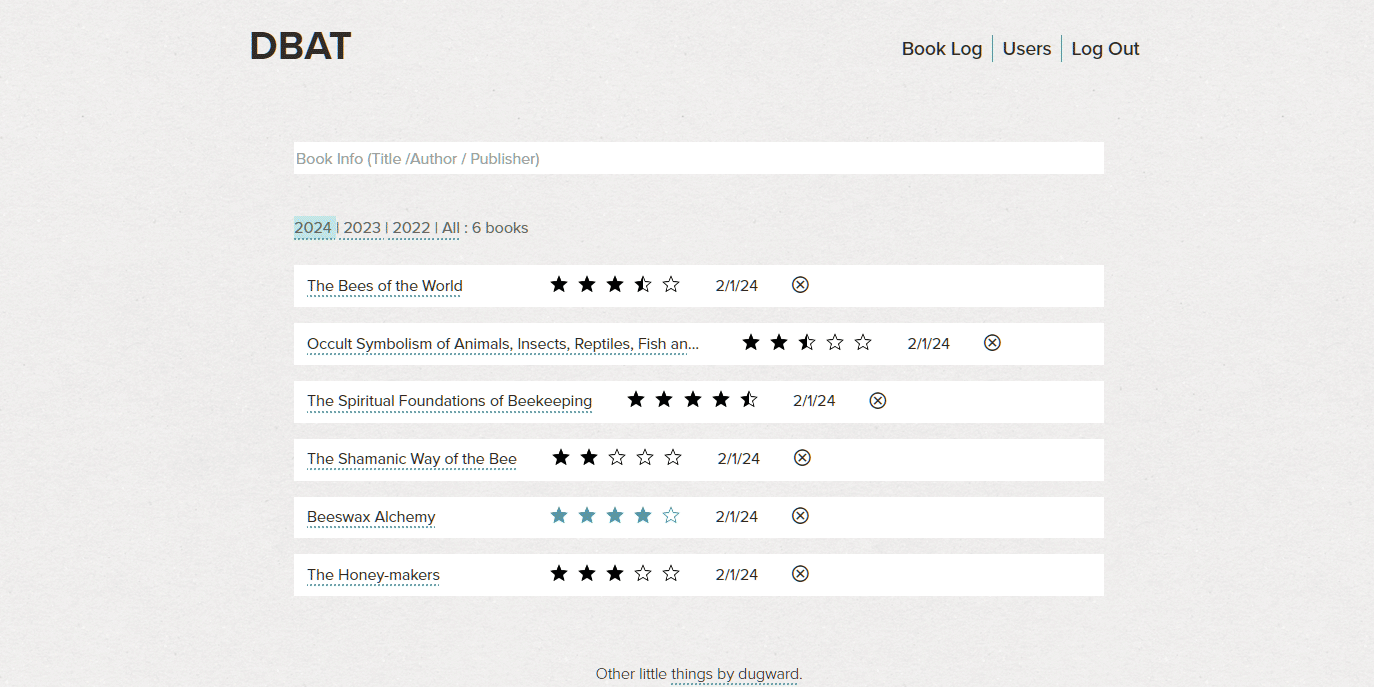 DBAT
Book Log Users Log Out
Book Info (Title /Author / Publisher)
2024 | 2023 | 2022 | All : 6 books
The Bees of the World 2/1/24
Occult Symbolism of Animals, Insects, Reptiles, Fish an... 2/1/24
The Spiritual Foundations of Beekeeping 2/1/24
The Shamanic Way of the Bee 2/1/24
Beeswax Alchemy 2/1/24
The Honey-makers 2/1/24
Other little things by dugward.